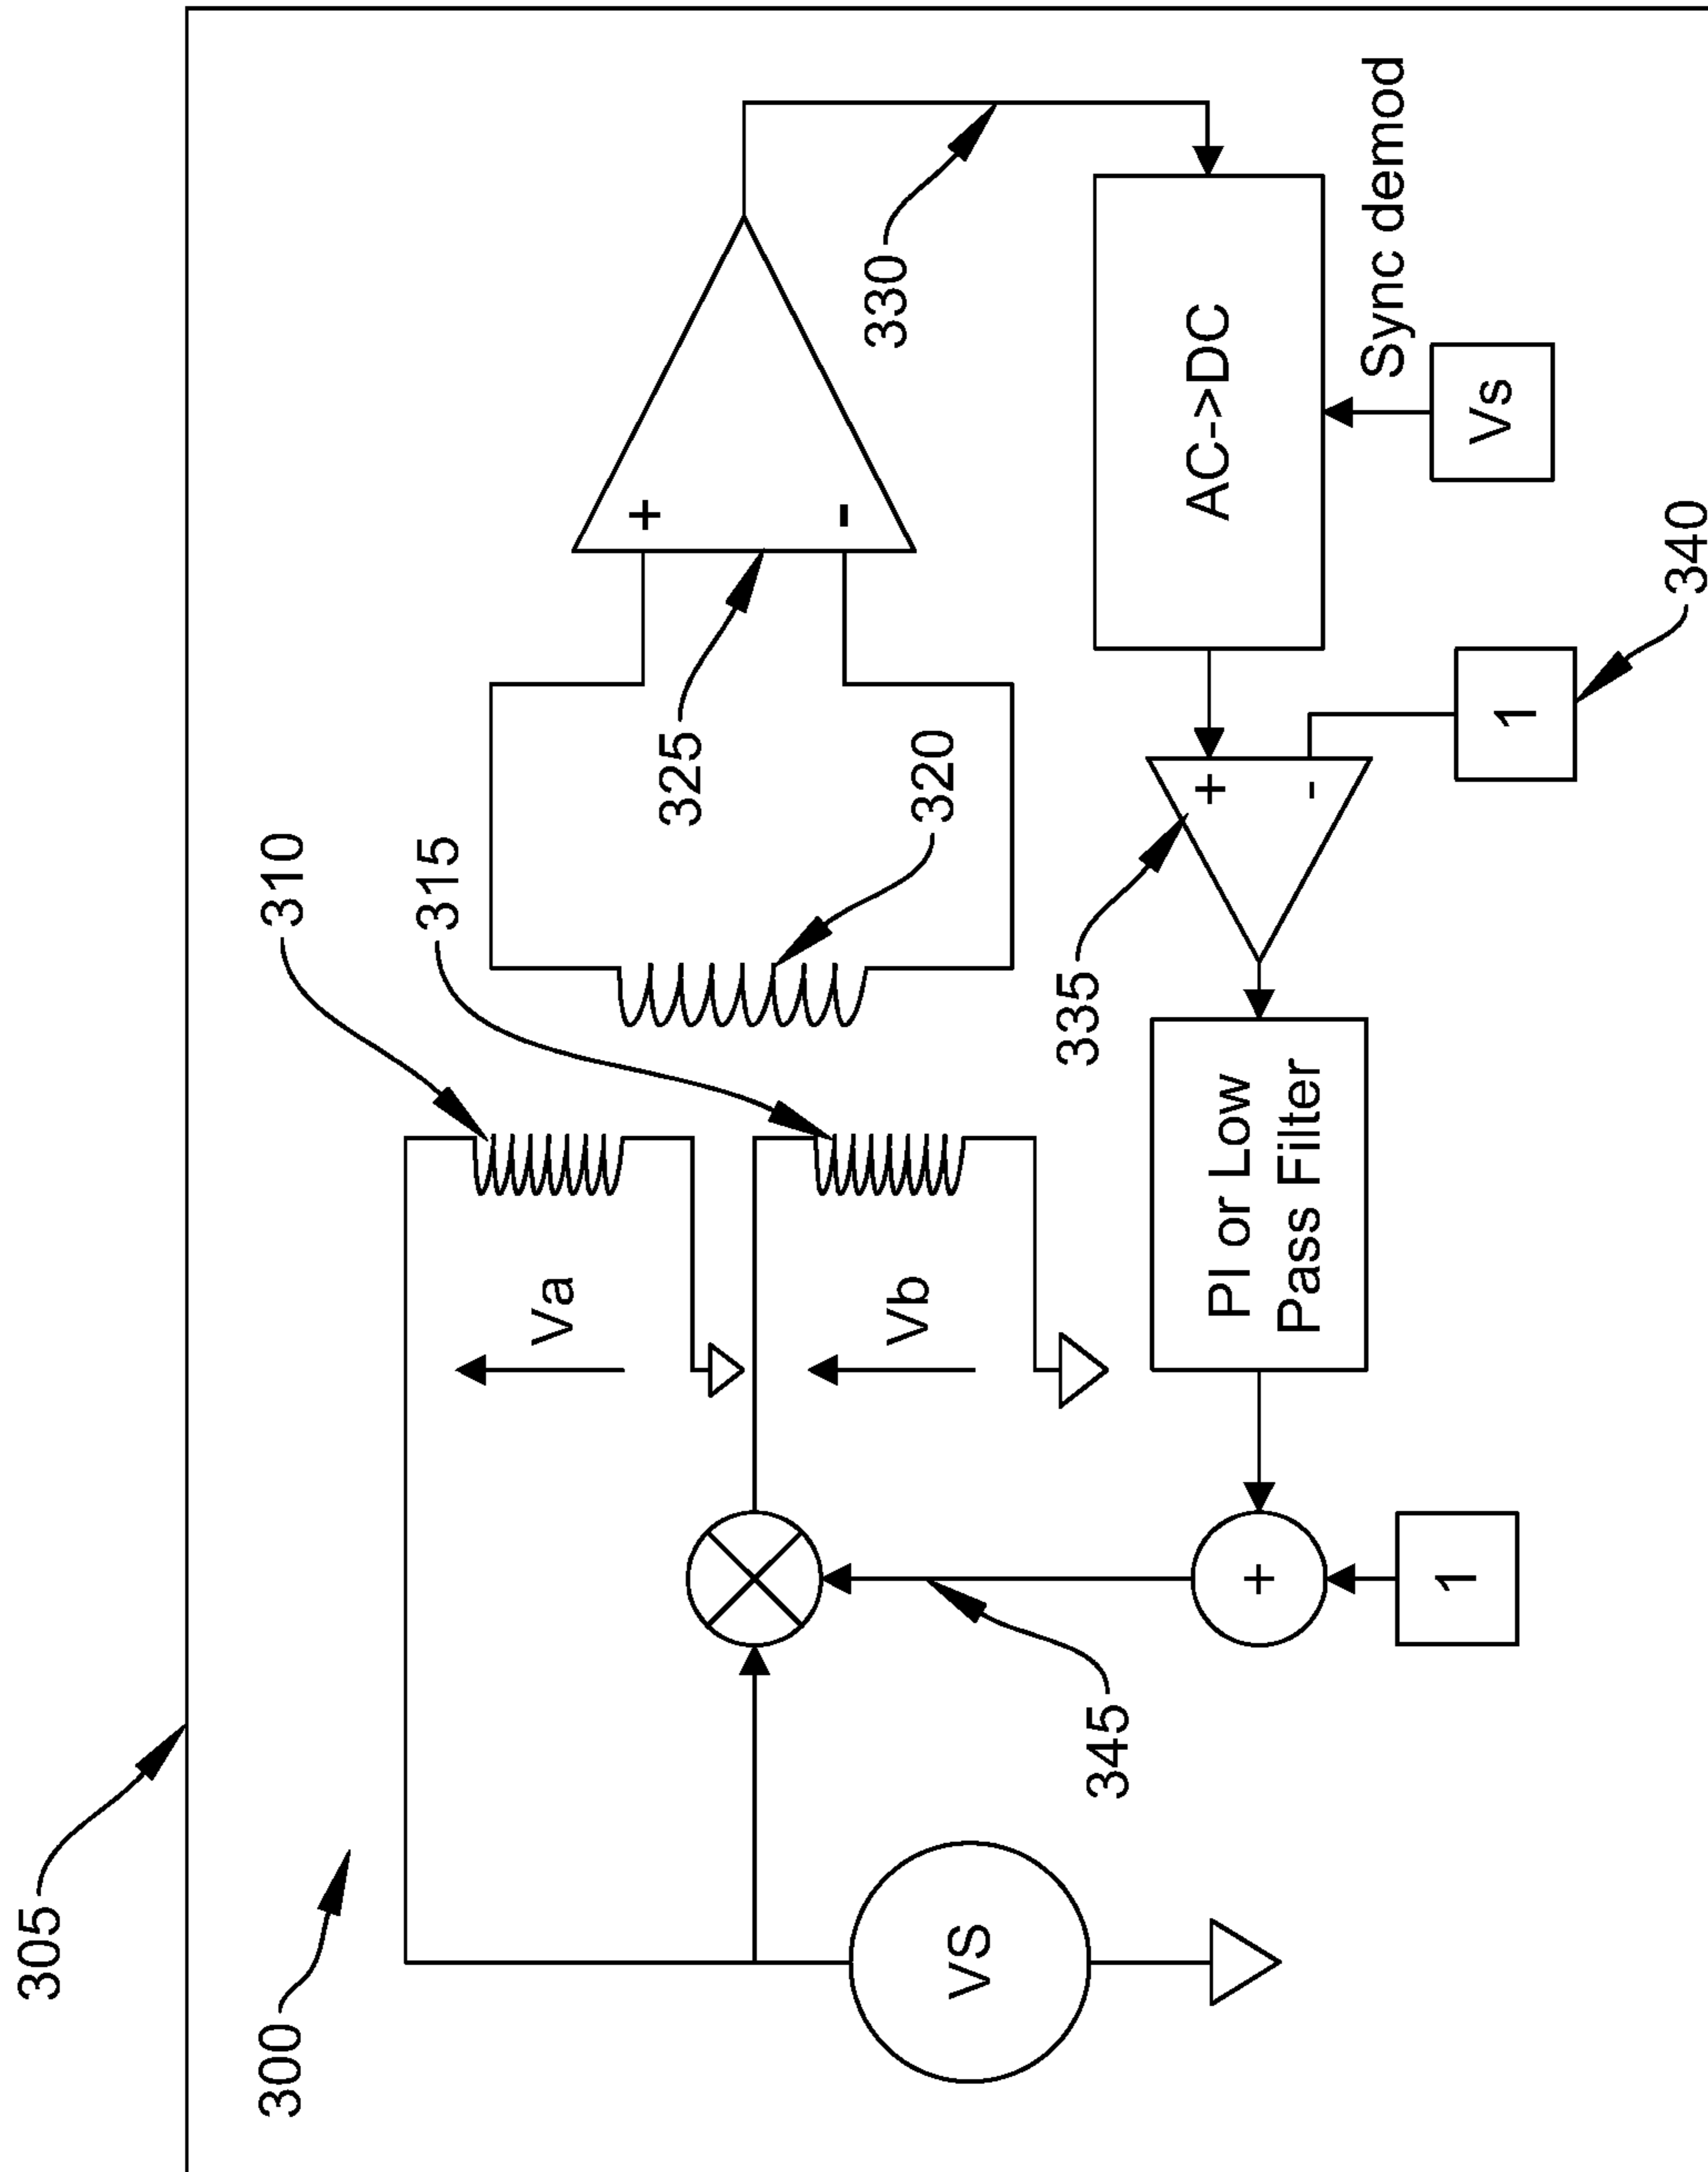 305
300
310
315
Va
Vb
VS
325
320
+
-
330
345
335
+
-
AC->DC
Sync demod
Vs
PI or Low
Pass Filter
+
1
1
340